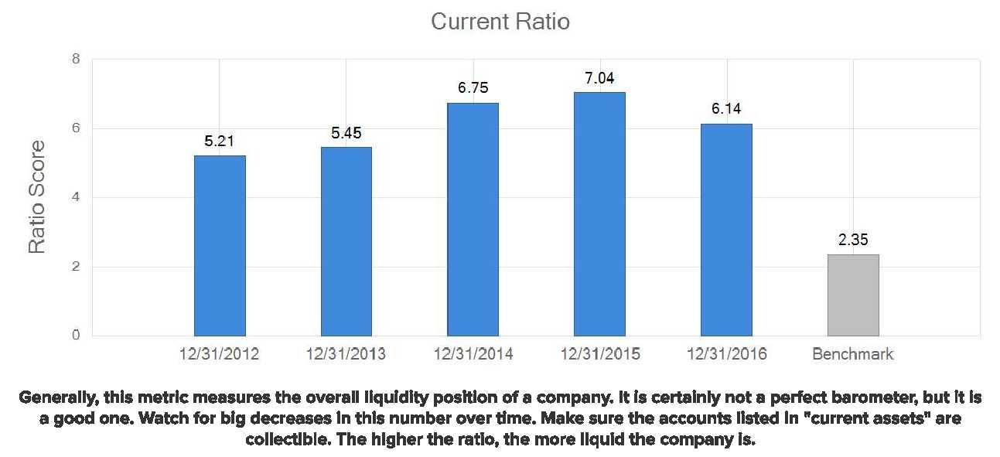 Current Ratio
8
7.04
6.75
6.14
6
5.45
5.21
4
2.35
2
0
Ratio Score
12/31/2012 12/31/2013 12/31/2014 12/31/2015 12/31/2016 Benchmark
Generally, this metric measures the overall liquidity position of a company. It is certainly not a perfect barometer, but it is
a good one. Watch for big decreases in this number over time. Make sure the accounts listed in "current assets" are
collectible. The higher the ratio, the more liquid the company is.